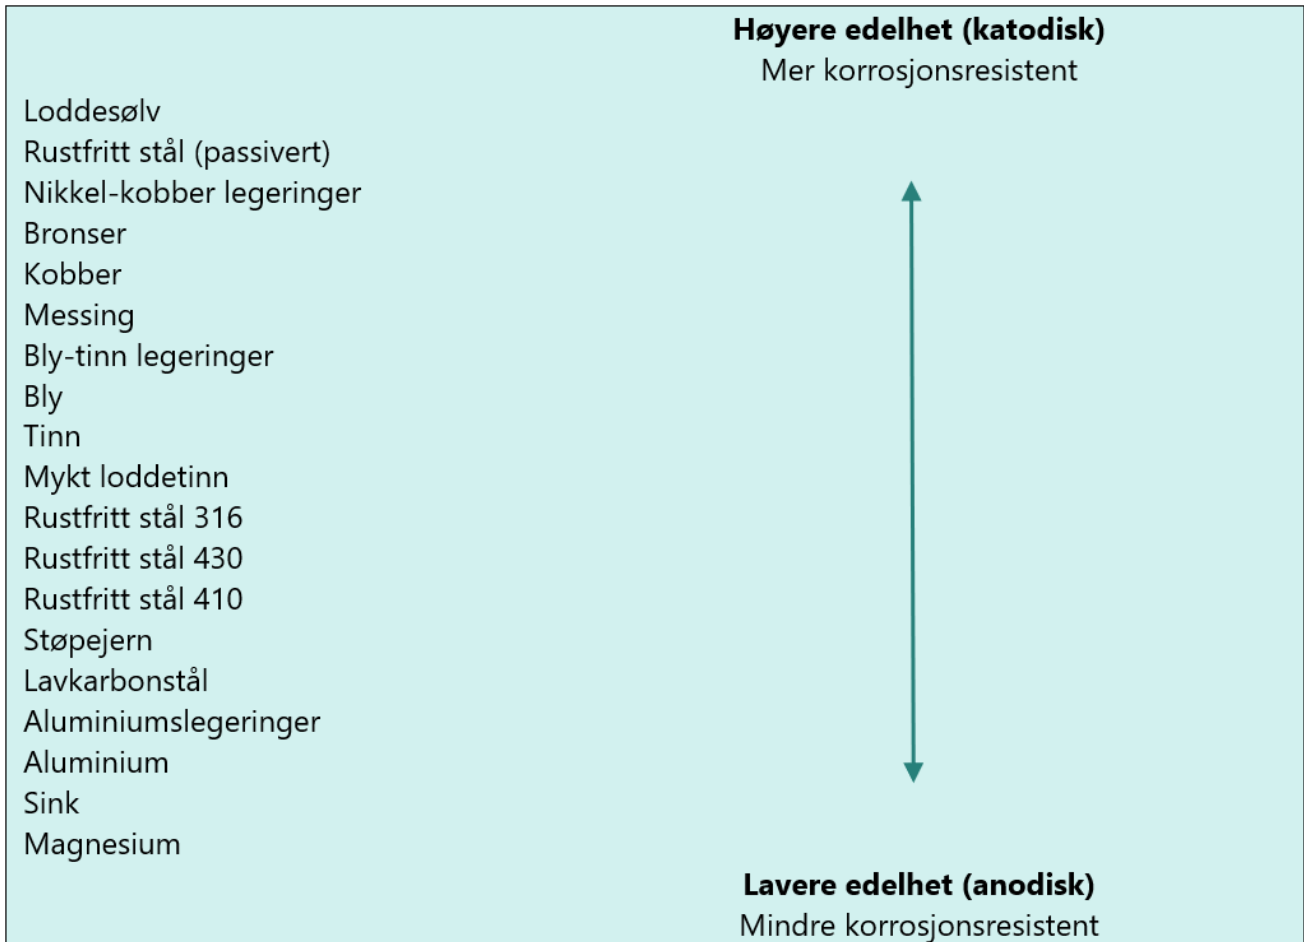 Høyere edelhet (katodisk)
Mer korrosjonsresistent
Loddesølv
Rustfritt stål (passivert)
Nikkel-kobber legeringer
Bronser
Kobber
Messing
Bly-tinn legeringer
Bly
Tinn
Mykt loddetinn
Rustfritt stål 316
Rustfritt stål 430
Rustfritt stål 410
Støpejern
Lavkarbonstål
Aluminiumslegeringer
Aluminium
Sink
Magnesium
Lavere edelhet (anodisk)
Mindre korrosjonsresistent